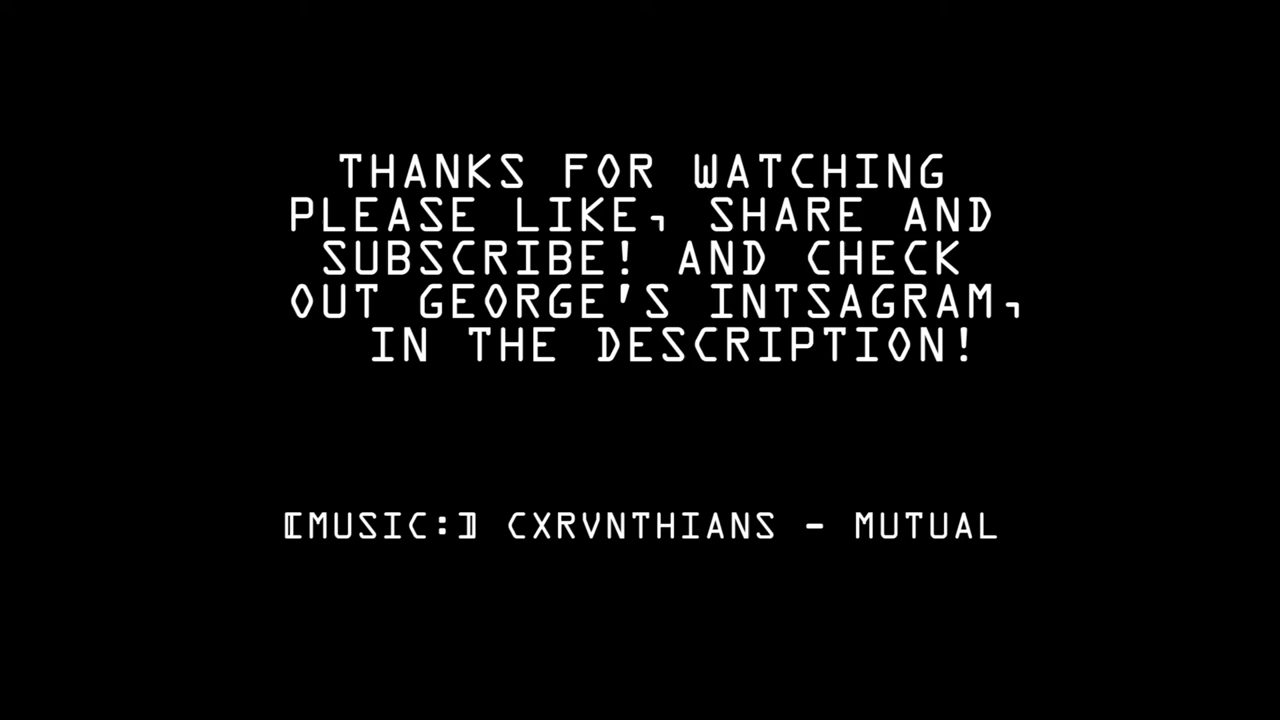 THANKS FOR WATCHING
PLEASE LIKE, SHARE AND
SUBSCRIBE! AND CHECK
OUT GEORGE'S INTSAGRAM,
IN THE DESCRIPTION!
[MUSIC:] CXRVNTHIANS - MUTUAL